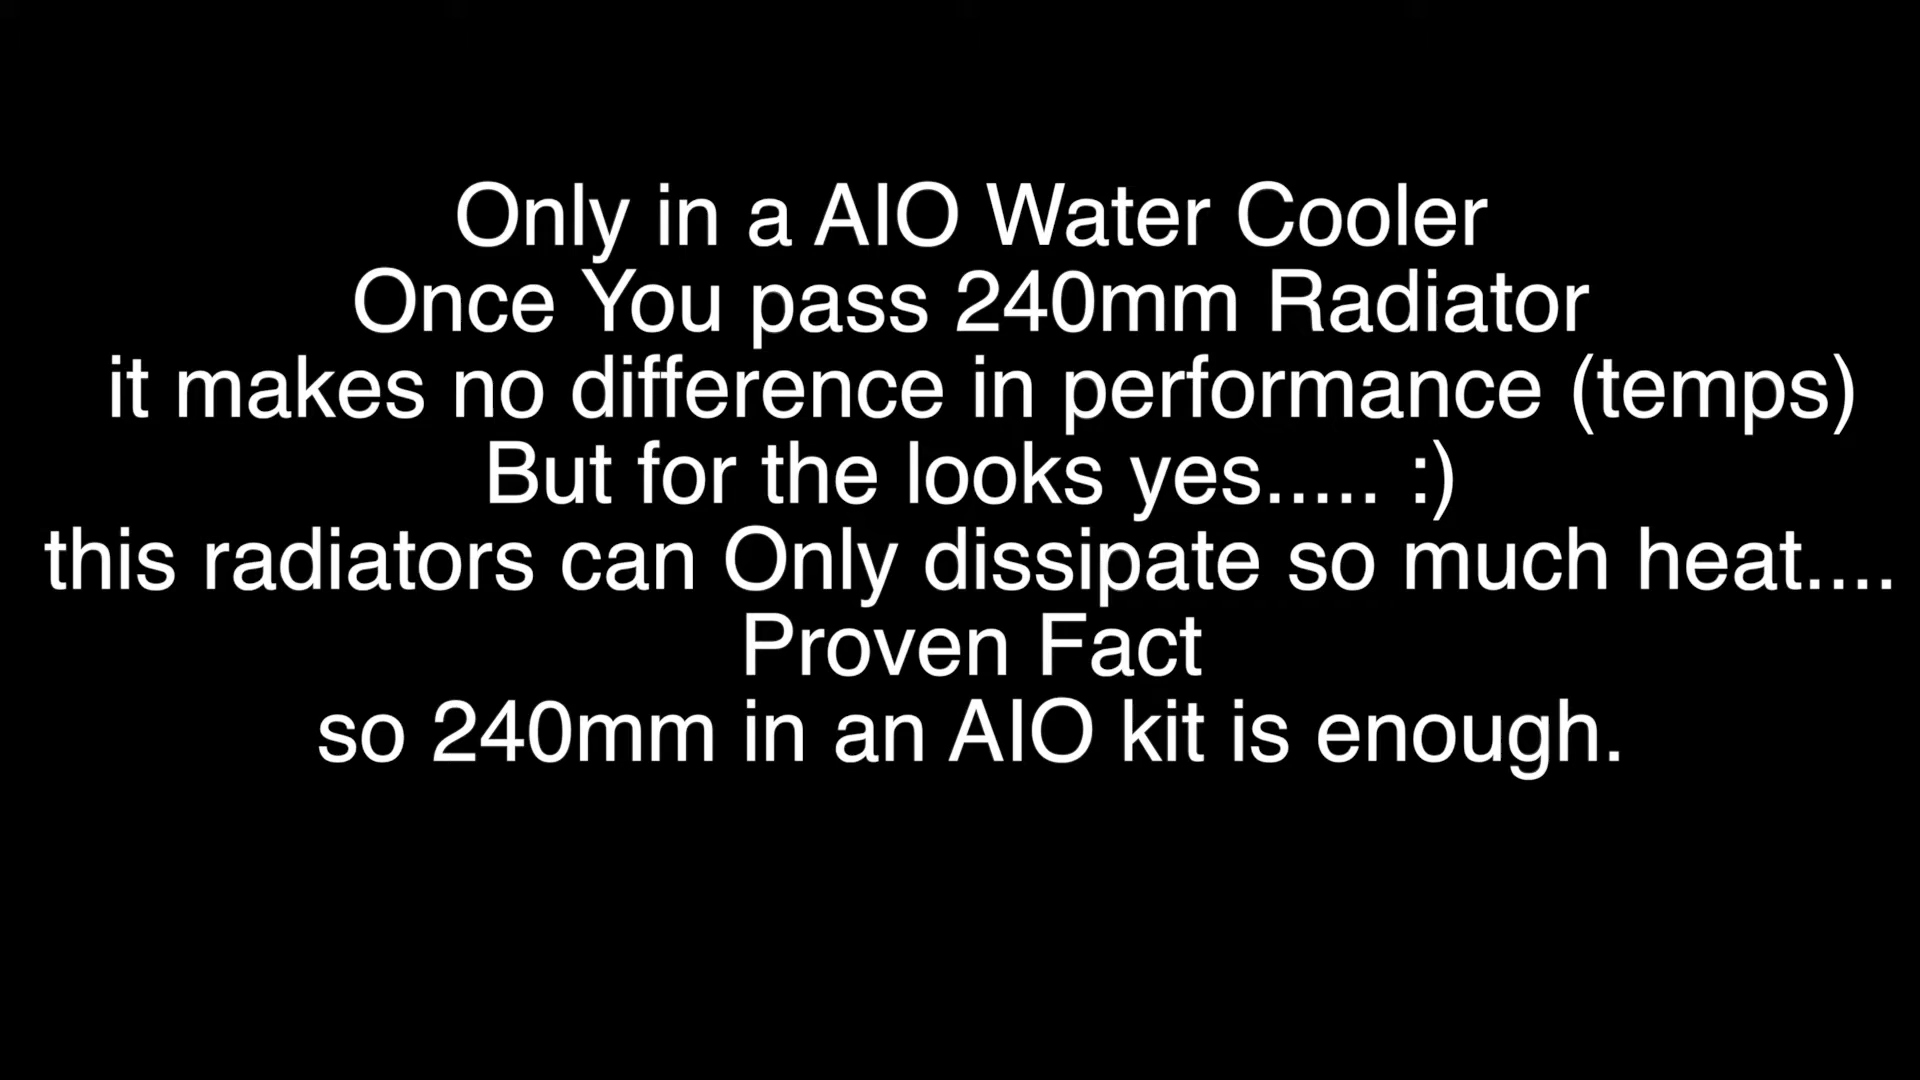 Only in a AIO Water Cooler
Once You pass 240mm Radiator
it makes no difference in performance (temps)
But for the looks yes..... :)
this radiators can Only dissipate so much heat....
Proven Fact
so 240mm in an AIO kit is enough.